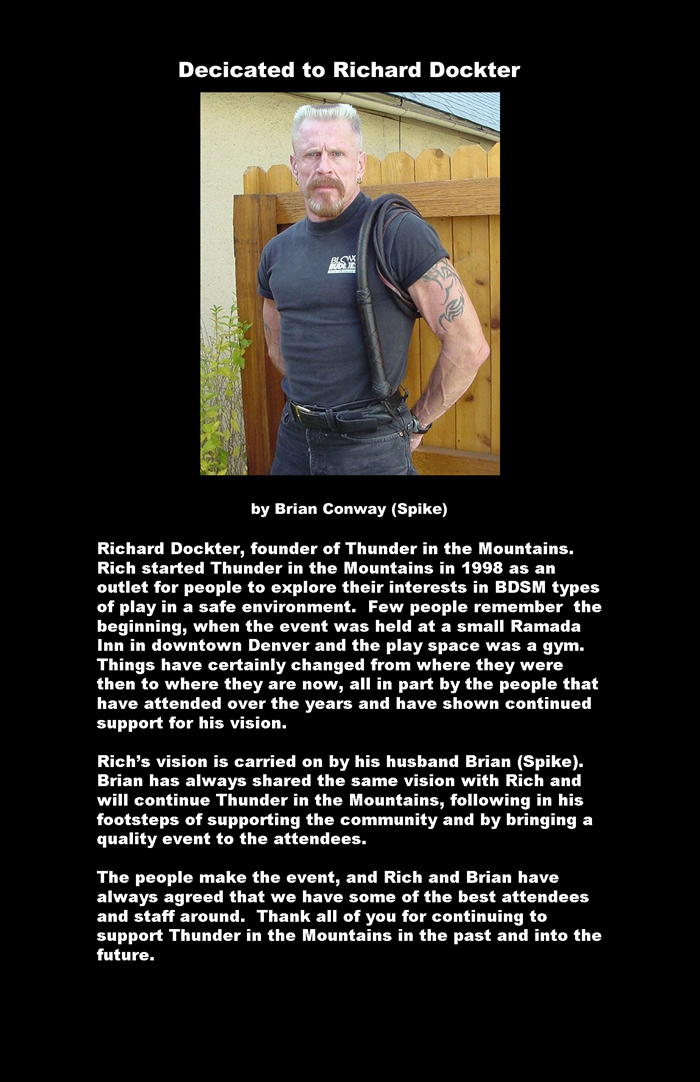 Decicated to Richard Dockter
BLOW
by Brian Conway (Spike)
Richard Dockter, founder of Thunder in the Mountains.
Rich started Thunder in the Mountains in 1998 as an
outlet for people to explore their interests in BDSM types
of play in a safe environment.  Few people remember  the
beginning, when the event was held at a small Ramada
Inn in downtown Denver and the play space was a gym.
Things have certainly changed from where they were
then to where they are now, all in part by the people that
have attended over the years and have shown continued
support for his vision.
Rich’s vision is carried on by his husband Brian (Spike).
Brian has always shared the same vision with Rich and
will continue Thunder in the Mountains, following in his
footsteps of supporting the community and by bringing a
quality event to the attendees.
The people make the event, and Rich and Brian have
always agreed that we have some of the best attendees
and staff around.  Thank all of you for continuing to
support Thunder in the Mountains in the past and into the
future.